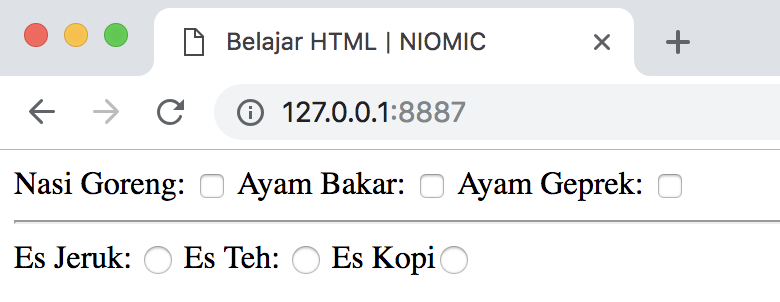 Belajar HTML | NIOMIC
127.0.0.1:8887
Nasi Goreng: Ayam Bakar: Ayam Geprek:
Es Jeruk: Es Teh: Es Kopi